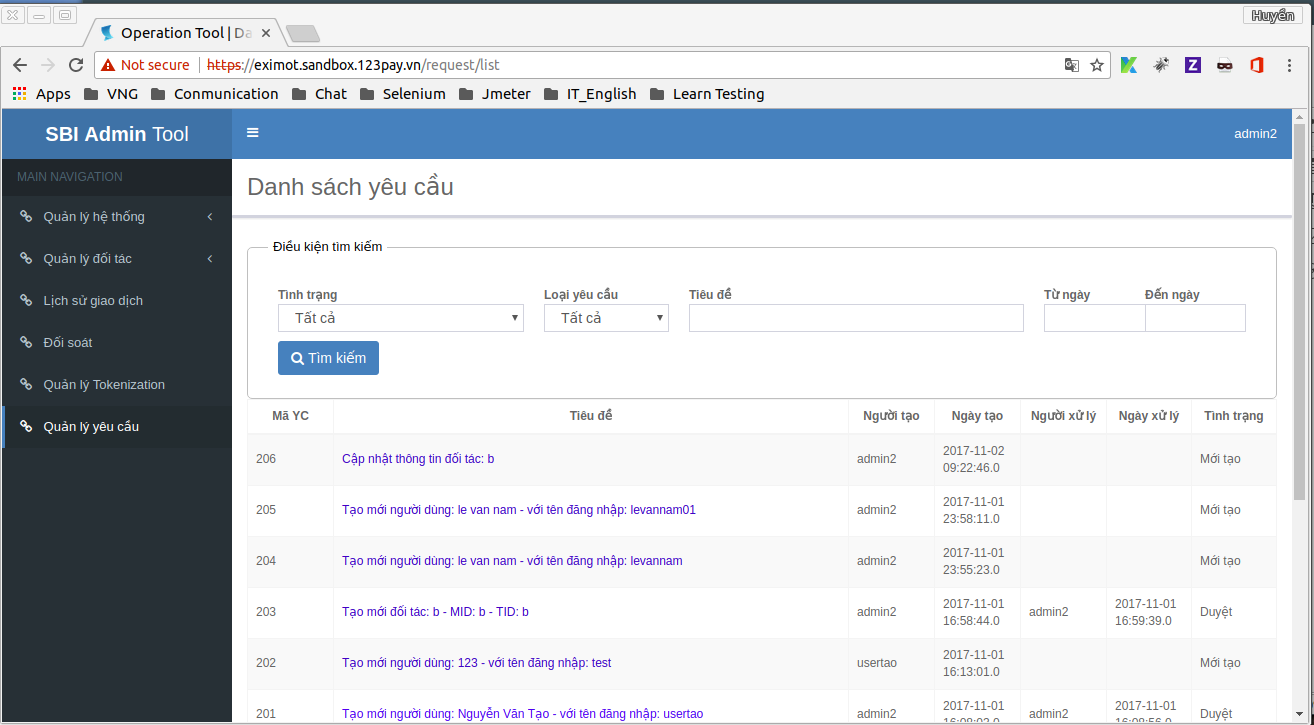 Huyền
Operation Tool | Da
Not secure https://eximot.sandbox.123pay.vn/request/list
Apps VNG Conmunication Chat Selenium Jmeter IT_English Learn Testing
SBI Admin Tool
admin2
MAIN NAVIGATION
Quản lý hệ thống
Quản lý đối tác
Lịch sử giao dịch
Đối soát
Quản lý Tokenization
Quản lý yêu cầu
Danh sách yêu cầu
Điều kiện tìm kiếm
Tình trạng Loại yêu cầu Tiêu đề Từ ngày Đến ngày
Tất cả Tất cả
Tìm kiếm
Mã YC Tiêu đề Người tạo Ngày tạo Người xử lý Ngày xử lý Tình trạng
206 Cập nhật thông tin đối tác: b admin2 2017-11-02 Mới tạo
09:22:46.0
205 Tạo mới người dùng: le van nam - với tên đăng nhập: levannam01 admin2 2017-11-01 Mới tạo
23:58:11.0
204 Tạo mới người dùng: le van nam - với tên đăng nhập: levannam admin2 2017-11-01 Mới tạo
23:55:23.0
203 Tạo mới đối tác: b - MID: b - TID: b admin2 2017-11-01 admin2 2017-11-01 Duyệt
16:58:44.0 16:59:39.0
202 Tạo mới người dùng: 123 - với tên đăng nhập: test usertao 2017-11-01 Mới tạo
16:13:01.0
201 Tạo mới người dùng: Nguyễn Văn Tạo - với tên đăng nhập: usertao admin2 2017-11-01 admin2 2017-11-01 Duyệt